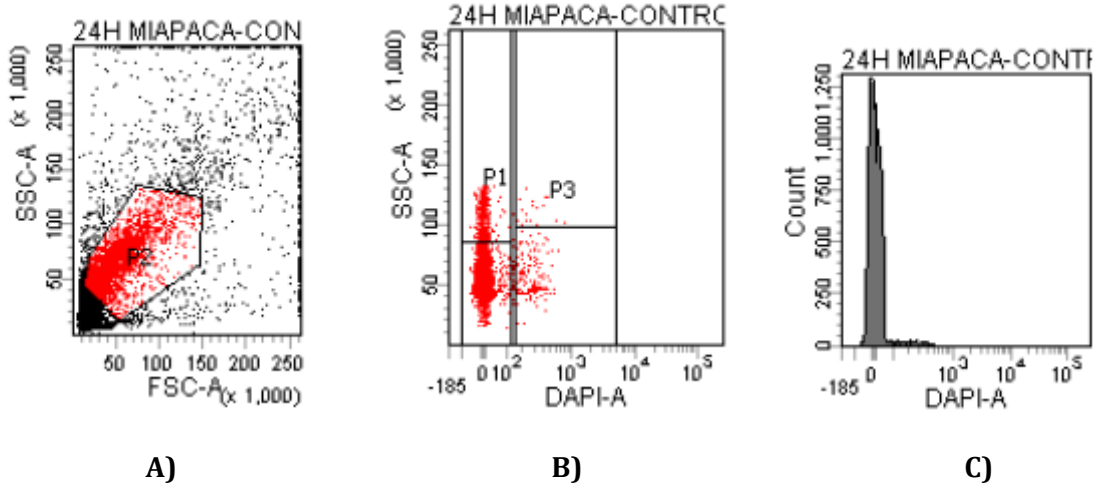 24H MIAPACA-CON
SSC-A (x 1,000)
250
200
150
100
50
P2
50 100 150 200 250
FSC-A (x 1,000)
A)
24H MIAPACA-CONTRO
SSC-A (x 1,000)
250
200
150
100
50
P1
P3
-185 0 10² 10³ 10⁴ 10⁵
DAPI-A
B)
24H MIAPACA-CONTR
Count
1,250
1,000
750
500
250
0
-185 0 10³ 10⁴ 10⁵
DAPI-A
C)